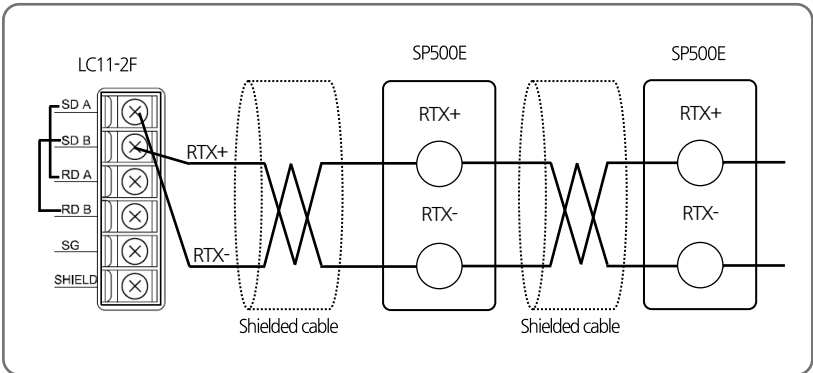 LC11-2F
SD A
SD B
RD A
RD B
SG
SHIELD
RTX+
RTX-
Shielded cable
SP500E
RTX+
RTX-
Shielded cable
SP500E
RTX+
RTX-